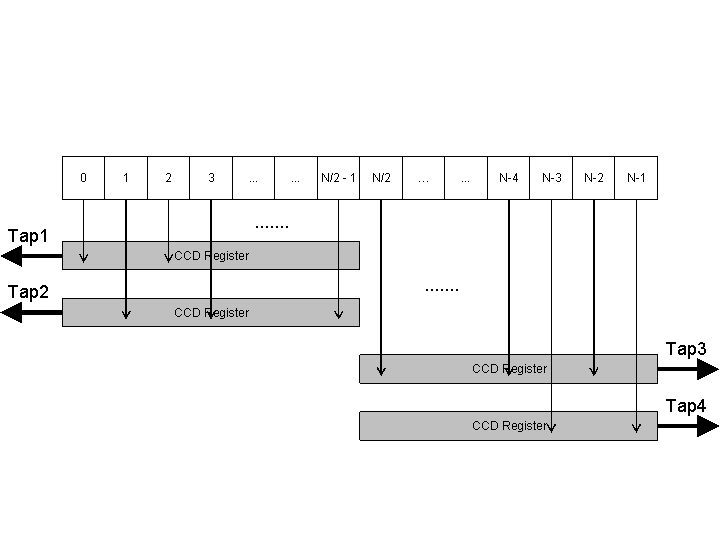 0 1 2 3 ... ... N/2 - 1 N/2 ... ... N-4 N-3 N-2 N-1
.......
Tap1
CCD Register
.......
Tap2
CCD Register
Tap3
CCD Register
Tap4
CCD Register